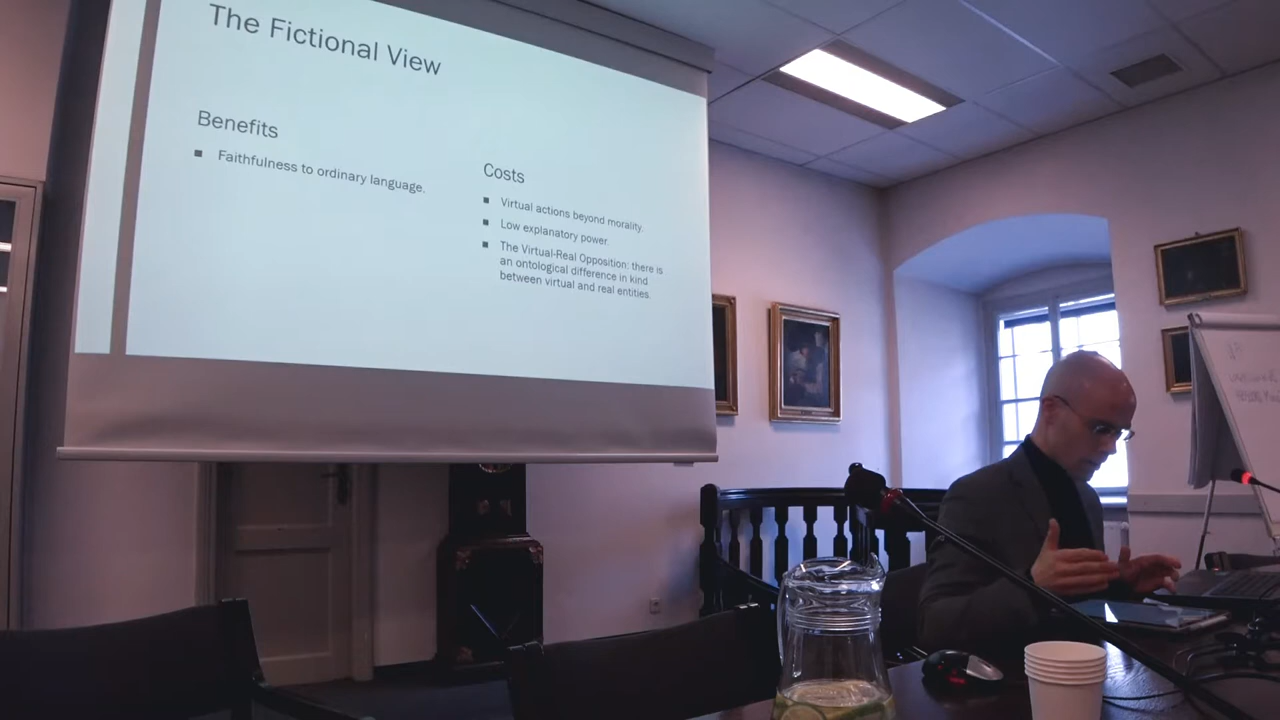 The Fictional View
Benefits
Faithfulness to ordinary language.
Costs
Virtual actions beyond morality.
Low explanatory power.
The Virtual-Real Opposition: there is
an ontological difference in kind
between virtual and real entities.